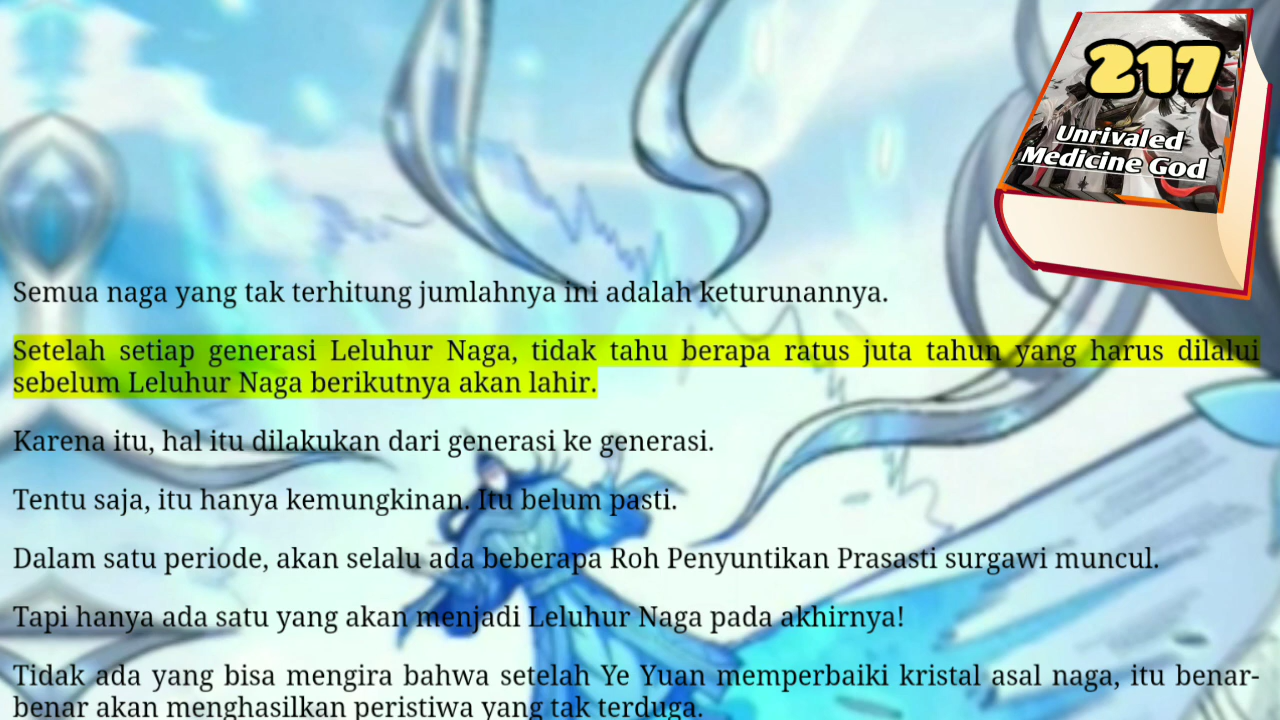 217
Unrivaled
Medicine God
Semua naga yang tak terhitung jumlahnya ini adalah keturunannya.
Setelah setiap generasi Leluhur Naga, tidak tahu berapa ratus juta tahun yang harus dilalui
sebelum Leluhur Naga berikutnya akan lahir.
Karena itu, hal itu dilakukan dari generasi ke generasi.
Tentu saja, itu hanya kemungkinan. Itu belum pasti.
Dalam satu periode, akan selalu ada beberapa Roh Penyuntikan Prasasti surgawi muncul.
Tapi hanya ada satu yang akan menjadi Leluhur Naga pada akhirnya!
Tidak ada yang bisa mengira bahwa setelah Ye Yuan memperbaiki kristal asal naga, itu benar-
benar akan menghasilkan peristiwa yang tak terduga.